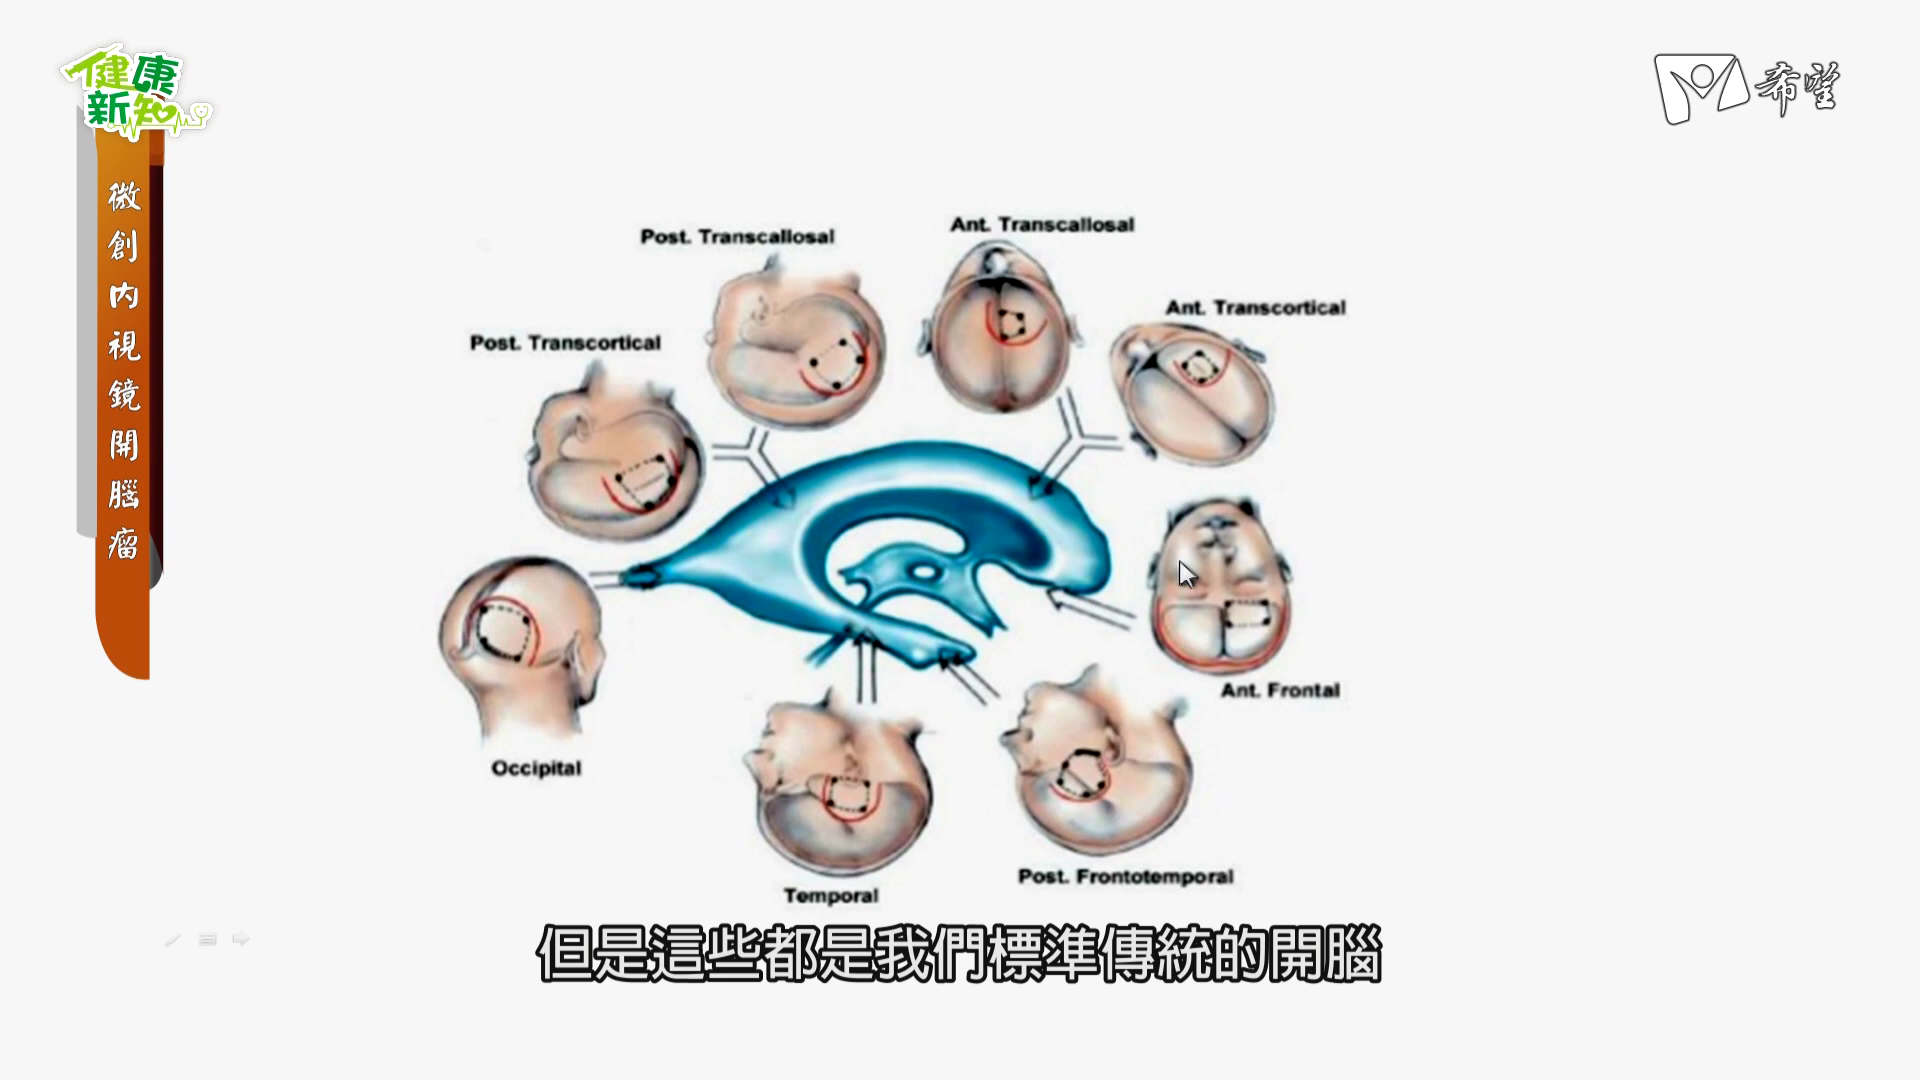 健康
新知
希望
微創内視鏡開腦瘤
Post. Transcallosal
Ant. Transcallosal
Ant. Transcortical
Post. Transcortical
Ant. Frontal
Occipital
Post. Frontotemporal
Temporal
但是這些都是我們標準傳統的開腦